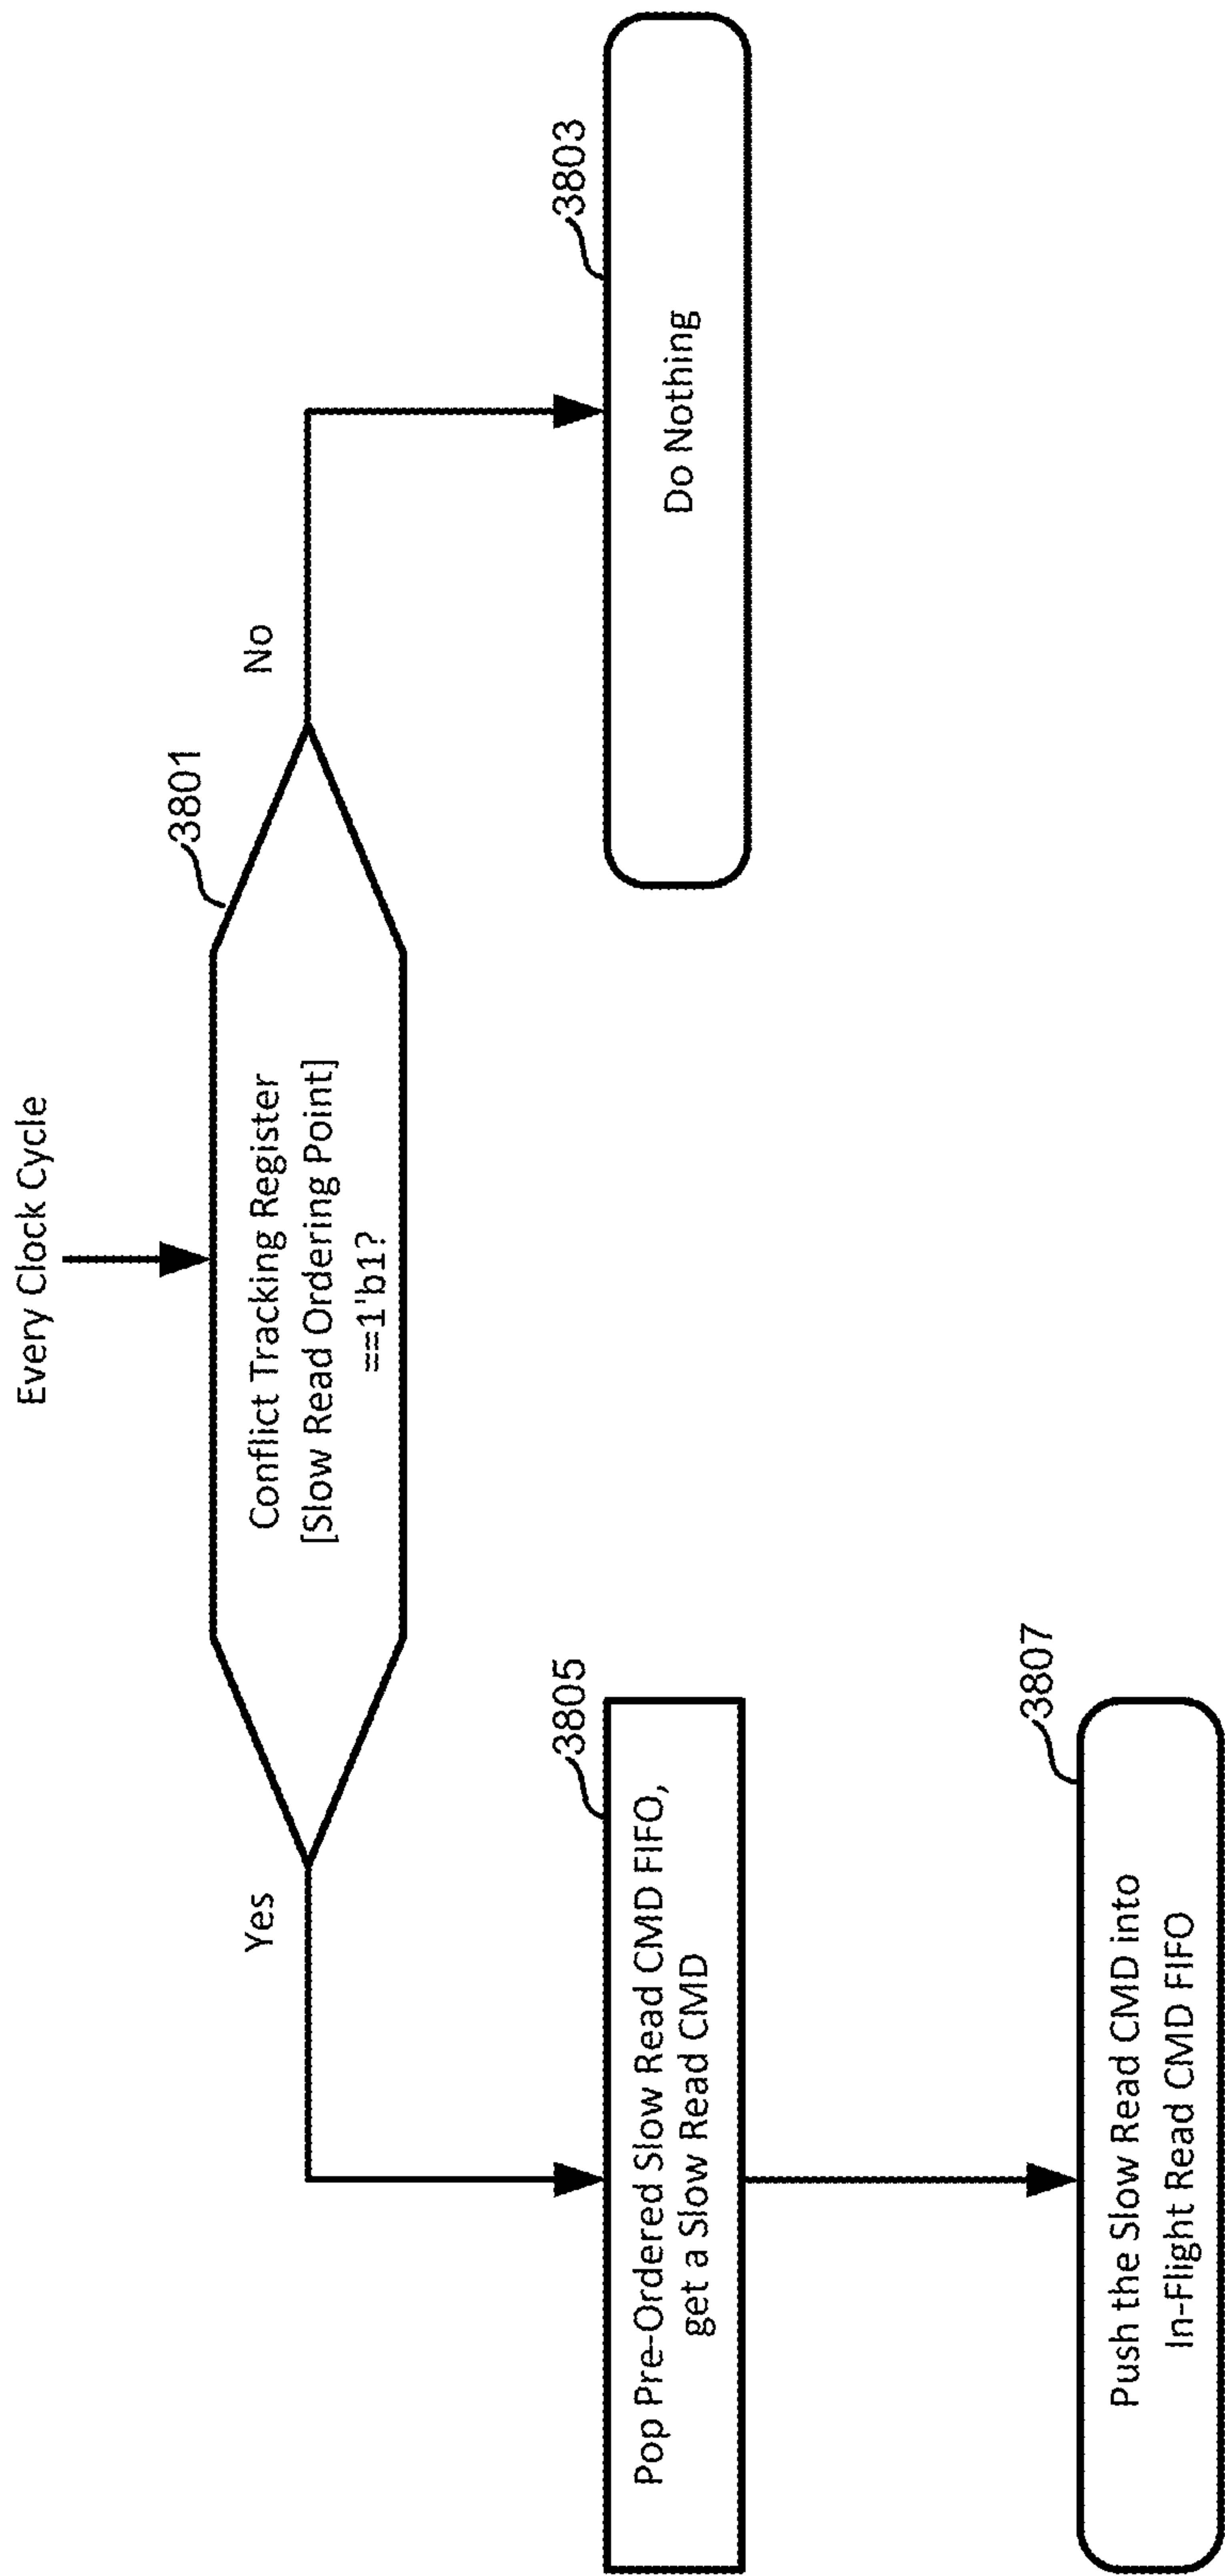 Every Clock Cycle
3801
Conflict Tracking Register
[Slow Read Ordering Point]
==1'b1?
Yes
No
3805
Pop Pre-Ordered Slow Read CMD FIFO,
get a Slow Read CMD
3803
Do Nothing
3807
Push the Slow Read CMD into
In-Flight Read CMD FIFO